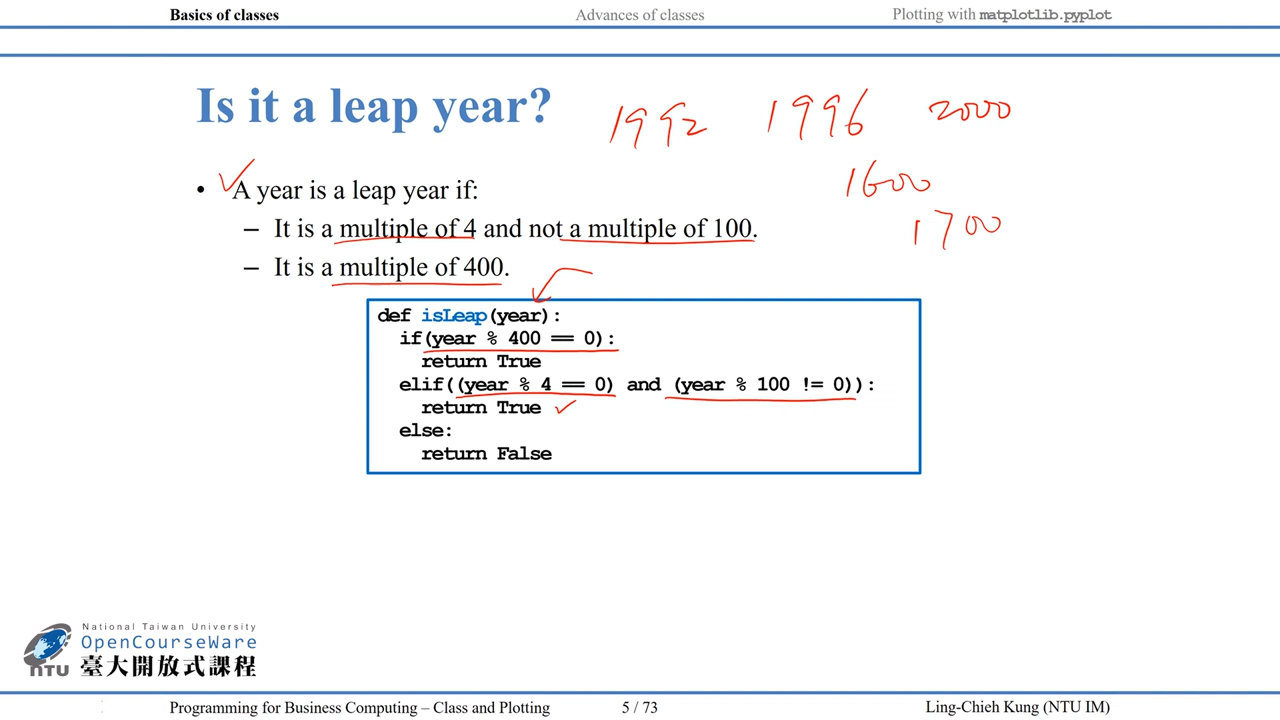 Basics of classes
Advances of classes
Plotting with matplotlib.pyplot
Is it a leap year?
1992 1996 2000
1600
1700
• A year is a leap year if:
– It is a multiple of 4 and not a multiple of 100.
– It is a multiple of 400.
def isLeap(year):
if(year % 400 == 0):
return True
elif((year % 4 == 0) and (year % 100 != 0)):
return True
else:
return False
National Taiwan University
OpenCourseWare
臺大開放式課程
NTU
Programming for Business Computing – Class and Plotting
5 / 73
Ling-Chieh Kung (NTU IM)